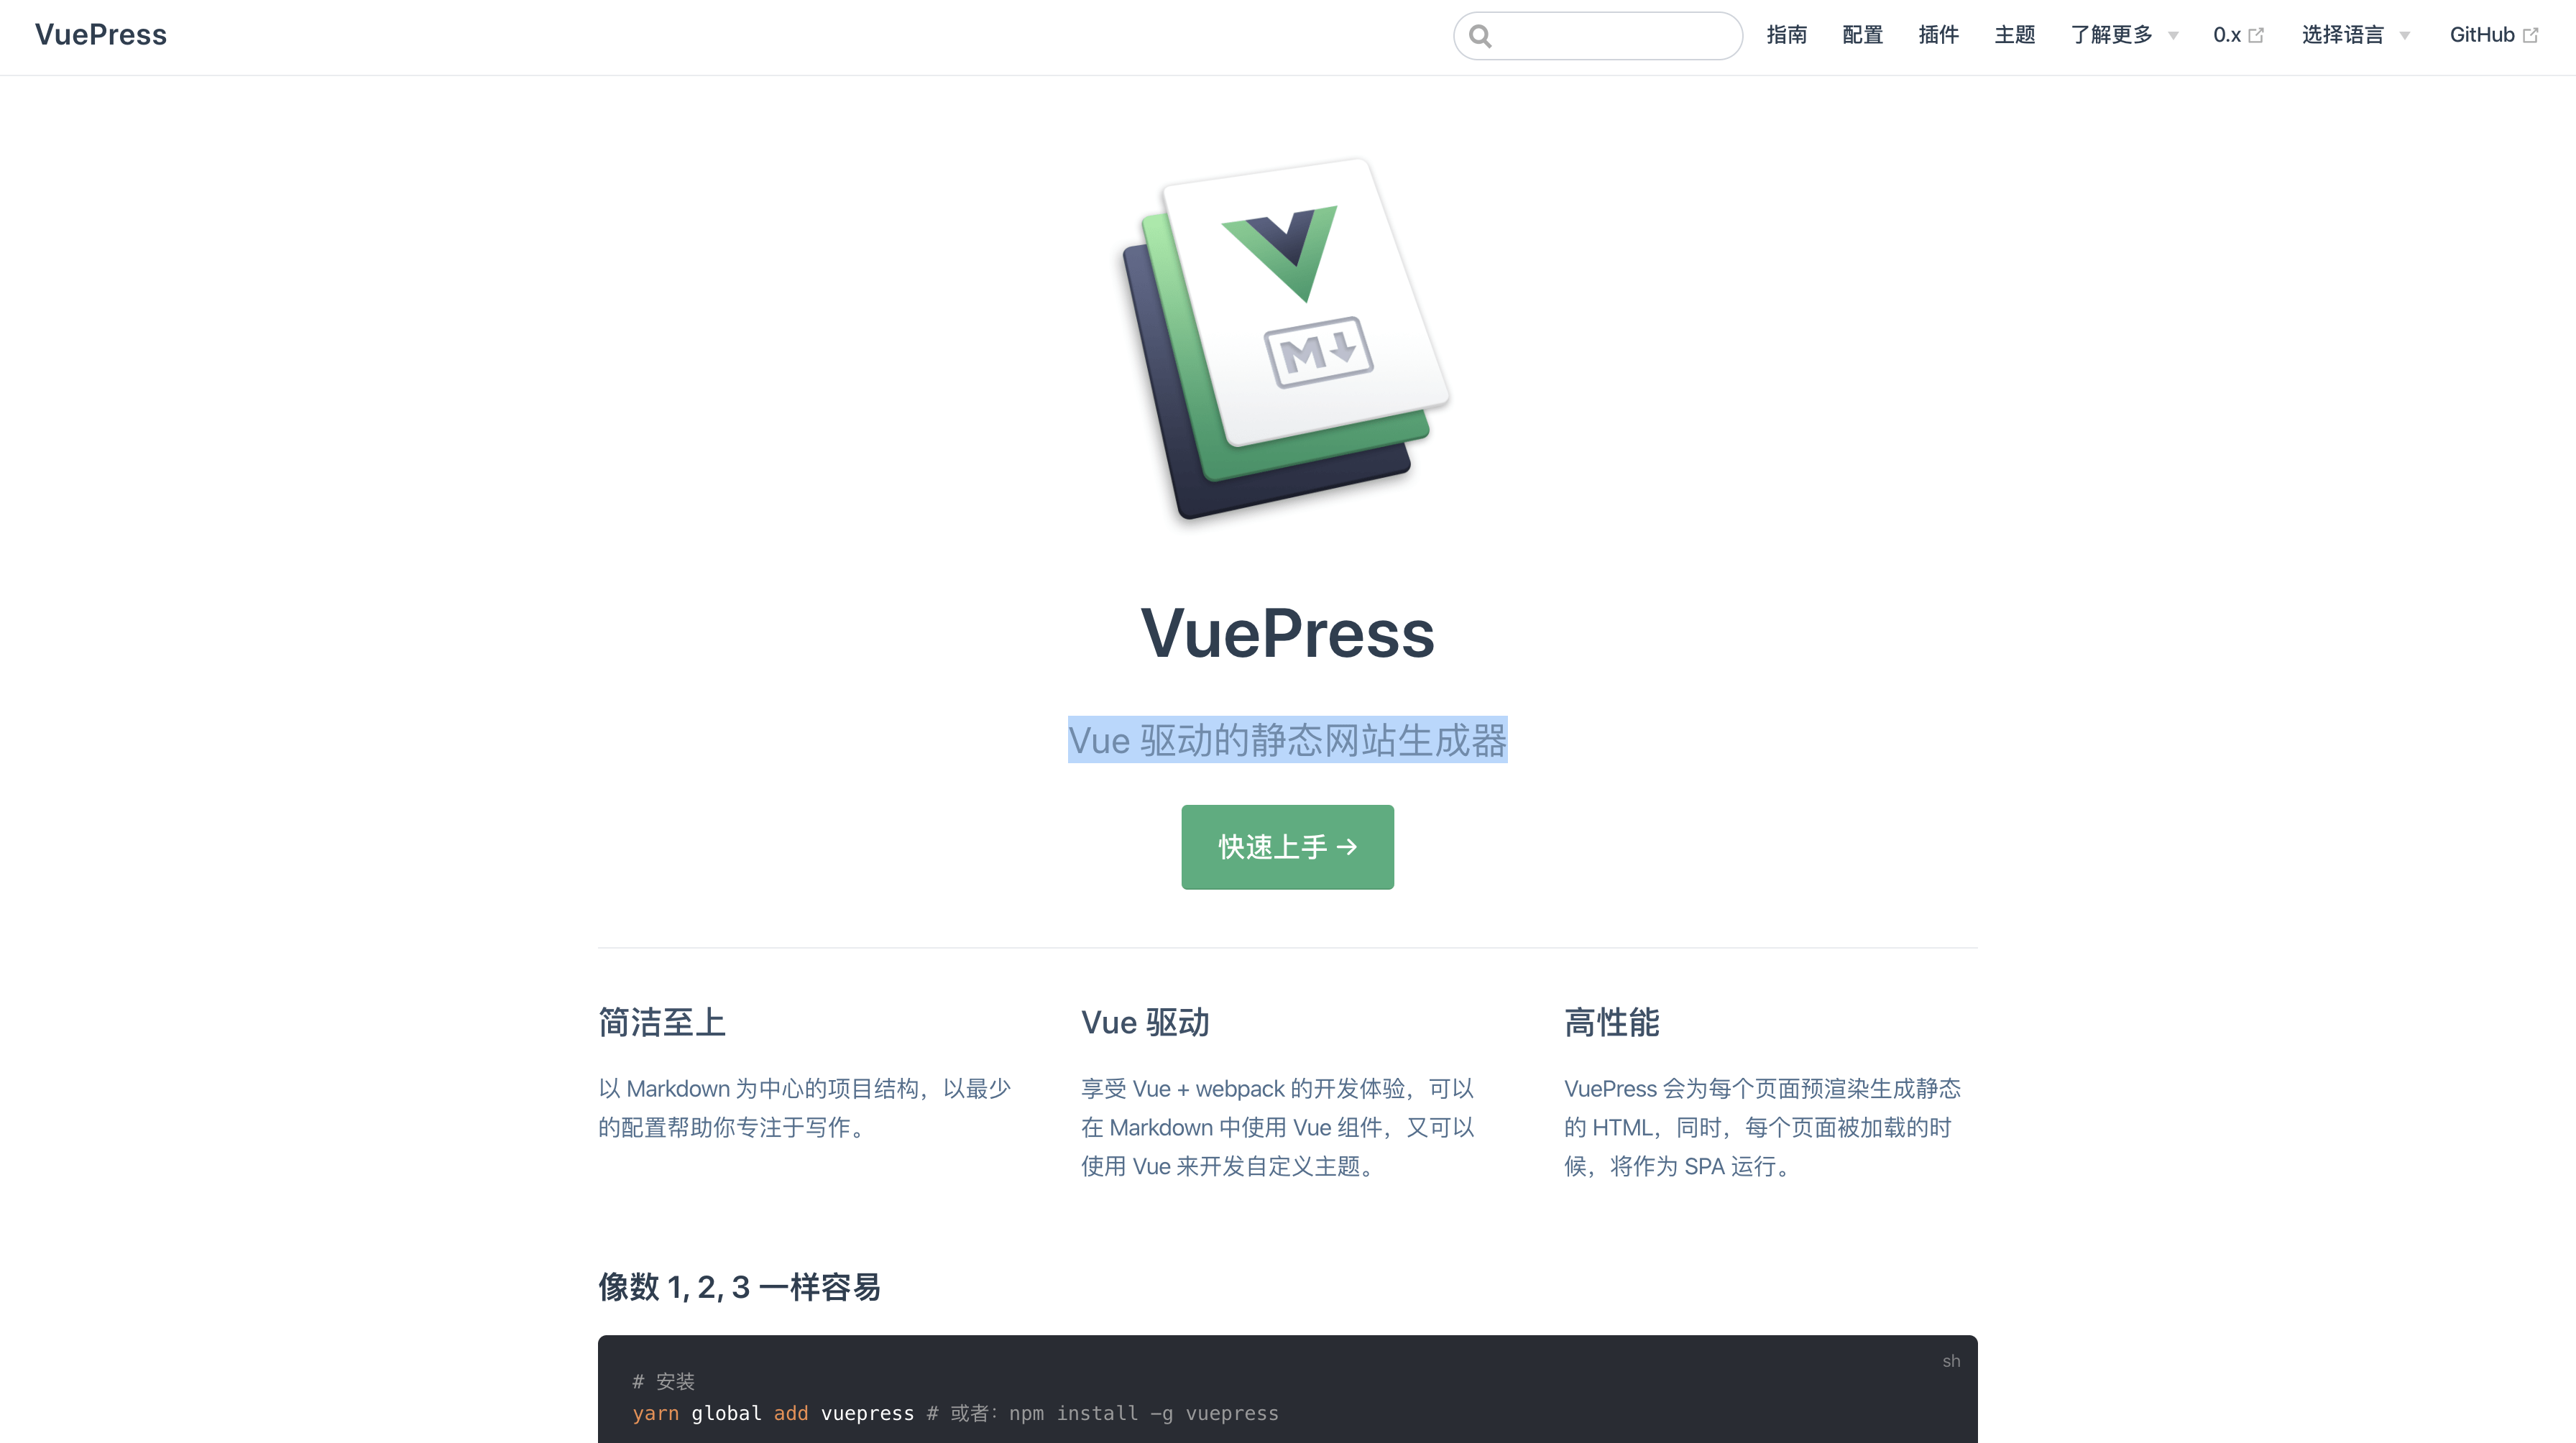 VuePress
指南 配置 插件 主题 了解更多 0.x 选择语言 GitHub
M
VuePress
Vue 驱动的静态网站生成器
快速上手 →
简洁至上
以 Markdown 为中心的项目结构，以最少
的配置帮助你专注于写作。
Vue 驱动
享受 Vue + webpack 的开发体验，可以
在 Markdown 中使用 Vue 组件，又可以
使用 Vue 来开发自定义主题。
高性能
VuePress 会为每个页面预渲染生成静态
的 HTML，同时，每个页面被加载的时
候，将作为 SPA 运行。
像数 1, 2, 3 一样容易
sh
# 安装
yarn global add vuepress # 或者：npm install -g vuepress